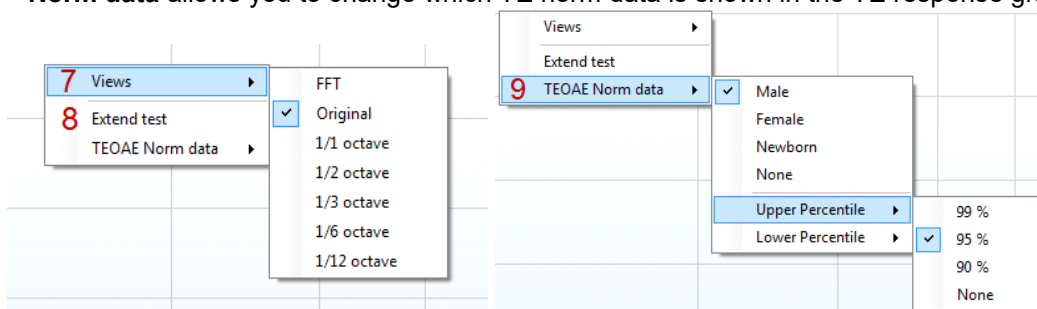 Norm data allows you to change which TE norm data is shown in the TE response
7 Views
8 Extend test
TEOAE Norm data
FFT
Original
1/1 octave
1/2 octave
1/3 octave
1/6 octave
1/12 octave
Views
Extend test
9 TEOAE Norm data
Male
Female
Newborn
None
Upper Percentile
Lower Percentile
99 %
95 %
90 %
None